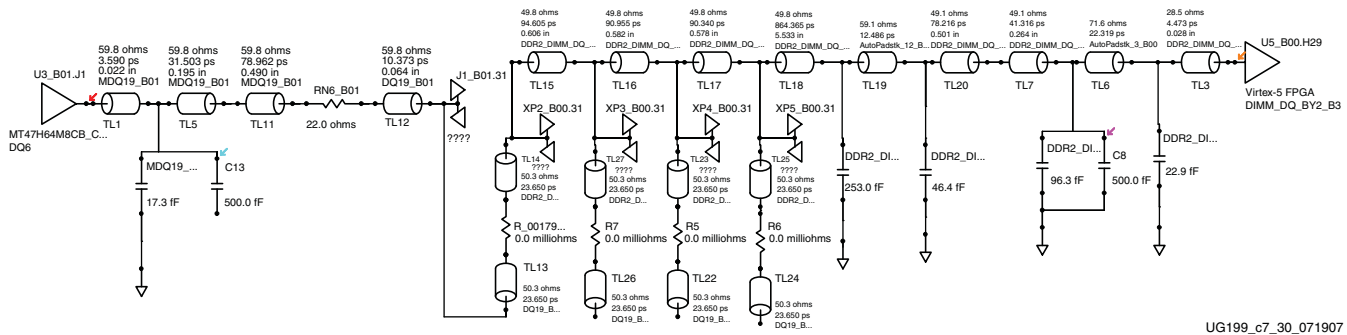 U3_B01.J1
MT47H64M8CB_C...
DQ6
59.8 ohms
3.590 ps
0.022 in
MDQ19_B01
TL1
59.8 ohms
31.503 ps
0.195 in
MDQ19_B01
TL5
59.8 ohms
78.962 ps
0.490 in
MDQ19_B01
TL11
RN6_B01
22.0 ohms
59.8 ohms
10.373 ps
0.064 in
DQ19_B01
TL12
J1_B01.31
????
MDQ19_...
17.3 fF
C13
500.0 fF
49.8 ohms
94.605 ps
0.606 in
DDR2_DIMM_DQ_...
TL15
49.8 ohms
90.955 ps
0.582 in
DDR2_DIMM_DQ_...
TL16
49.8 ohms
90.340 ps
0.578 in
DDR2_DIMM_DQ_...
TL17
49.8 ohms
864.365 ps
5.533 in
DDR2_DIMM_DQ_...
TL18
59.1 ohms
12.486 ps
AutoPadstk_12_B...
TL19
49.1 ohms
78.216 ps
0.501 in
DDR2_DIMM_DQ_...
TL20
49.1 ohms
41.316 ps
0.264 in
DDR2_DIMM_DQ_...
TL7
71.6 ohms
22.319 ps
AutoPadstk_3_B00
TL6
28.5 ohms
4.473 ps
0.028 in
DDR2_DIMM_DQ_...
TL3
U5_B00.H29
Virtex-5 FPGA
DIMM_DQ_BY2_B3
XP2_B00.31
TL14
????
50.3 ohms
23.650 ps
DDR2_D...
R_00179...
0.0 milliohms
TL13
50.3 ohms
23.650 ps
DQ19_B...
XP3_B00.31
TL27
????
50.3 ohms
23.650 ps
DDR2_D...
R7
0.0 milliohms
TL26
50.3 ohms
23.650 ps
DQ19_B...
XP4_B00.31
TL23
????
50.3 ohms
23.650 ps
DDR2_D...
R5
0.0 milliohms
TL22
50.3 ohms
23.650 ps
DQ19_B...
XP5_B00.31
TL25
????
50.3 ohms
23.650 ps
DDR2_D...
R6
0.0 milliohms
TL24
50.3 ohms
23.650 ps
DQ19_B...
DDR2_DI...
253.0 fF
DDR2_DI...
46.4 fF
DDR2_DI...
96.3 fF
C8
500.0 fF
DDR2_DI...
22.9 fF
UG199_c7_30_071907